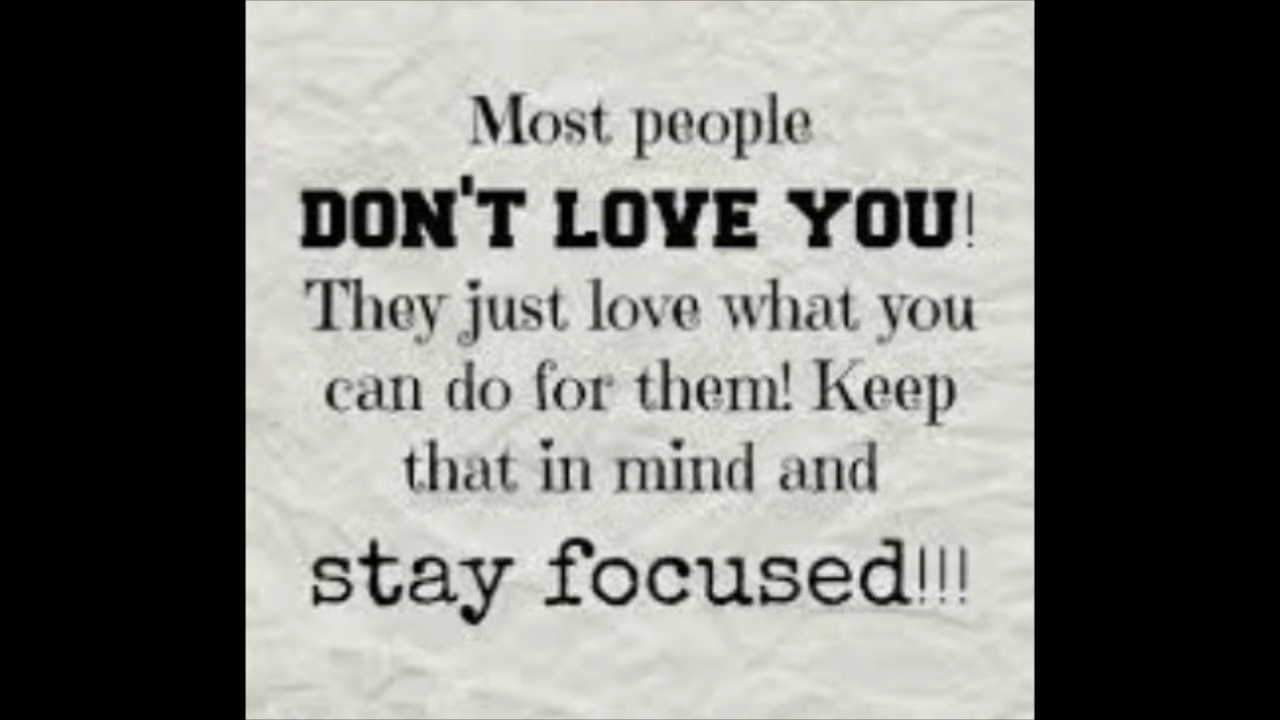 Most people
DON'T LOVE YOU!
They just love what you
can do for them! Keep
that in mind and
stay focused!!!